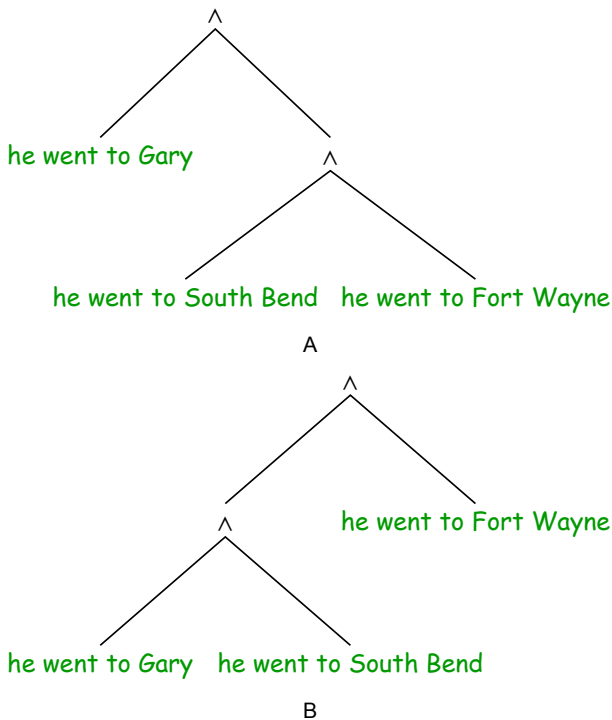 ∧
he went to Gary
∧
he went to South Bend he went to Fort Wayne
A
∧
he went to Fort Wayne
∧
he went to Gary he went to South Bend
B